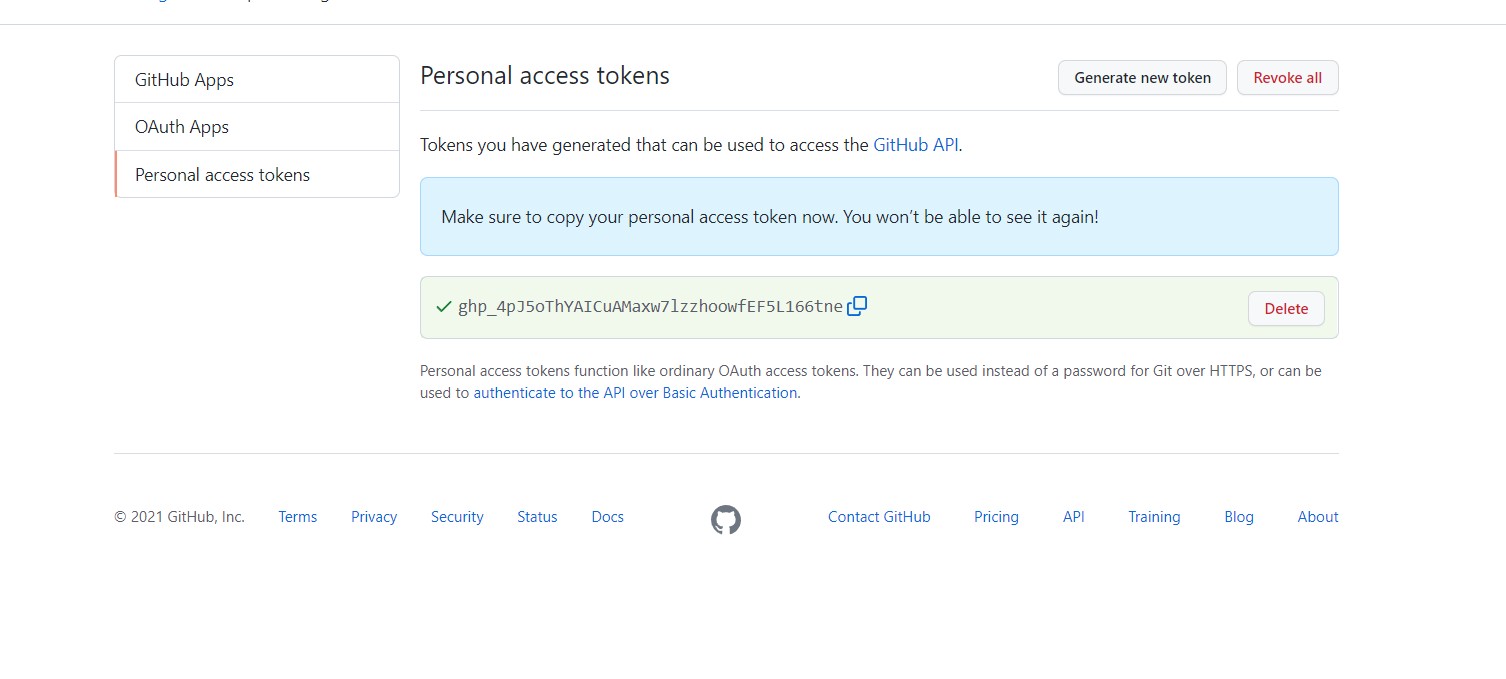 GitHub Apps
OAuth Apps
Personal access tokens
Personal access tokens
Generate new token
Revoke all
Tokens you have generated that can be used to access the GitHub API.
Make sure to copy your personal access token now. You won’t be able to see it again!
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
Delete
Personal access tokens function like ordinary OAuth access tokens. They can be used instead of a password for Git over HTTPS, or can be
used to authenticate to the API over Basic Authentication.
© 2021 GitHub, Inc. Terms Privacy Security Status Docs Contact GitHub Pricing API Training Blog About